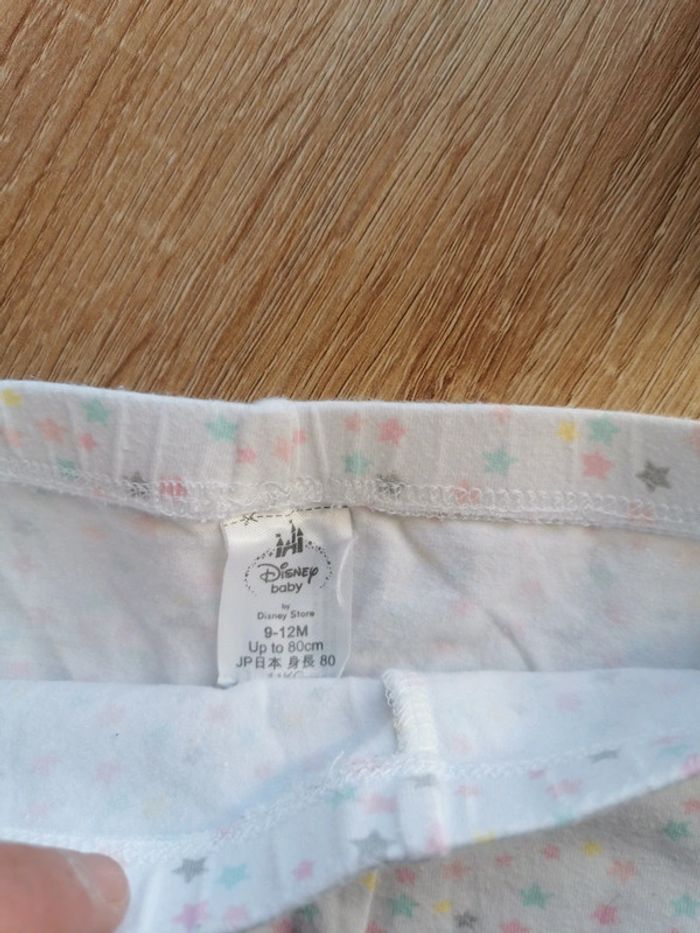 Disney
baby
by
Disney Store
9-12M
Up to 80cm
JP日本 身長 80